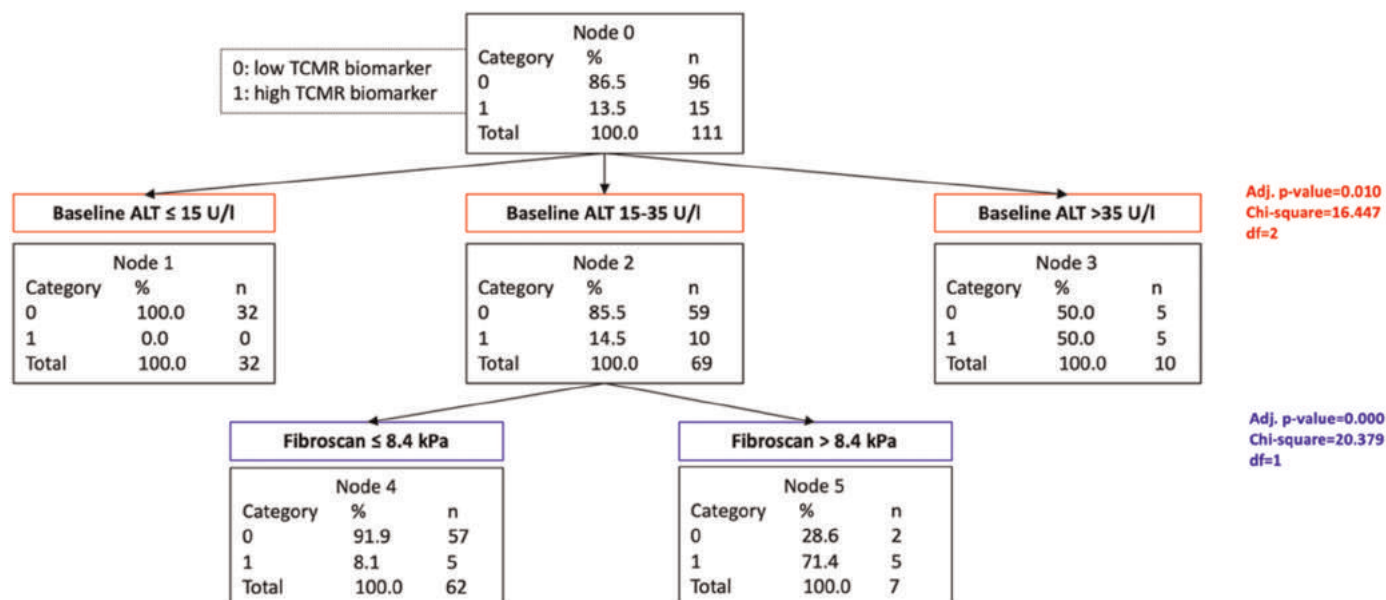 Node 0
Category % n
0 86.5 96
1 13.5 15
Total 100.0 111
0: low TCMR biomarker
1: high TCMR biomarker
Baseline ALT ≤ 15 U/l
Baseline ALT 15-35 U/l
Baseline ALT >35 U/l
Adj. p-value=0.010
Chi-square=16.447
df=2
Node 1
Category % n
0 100.0 32
1 0.0 0
Total 100.0 32
Node 2
Category % n
0 85.5 59
1 14.5 10
Total 100.0 69
Node 3
Category % n
0 50.0 5
1 50.0 5
Total 100.0 10
Fibroscan ≤ 8.4 kPa
Fibroscan > 8.4 kPa
Adj. p-value=0.000
Chi-square=20.379
df=1
Node 4
Category % n
0 91.9 57
1 8.1 5
Total 100.0 62
Node 5
Category % n
0 28.6 2
1 71.4 5
Total 100.0 7